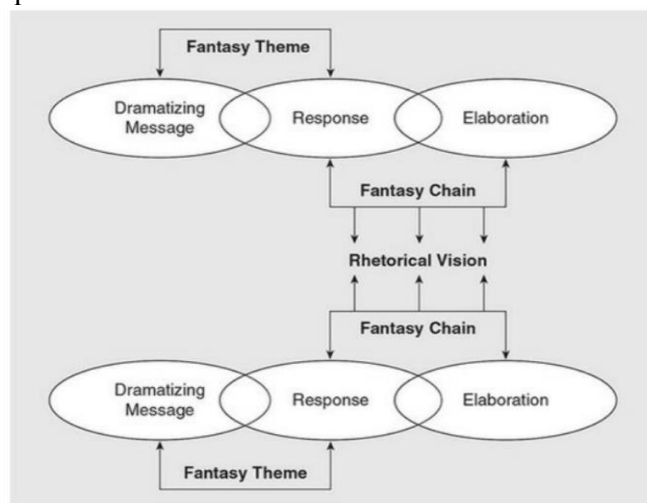 Fantasy Theme
Dramatizing
Message
Response
Elaboration
Fantasy Chain
Rhetorical Vision
Fantasy Chain
Dramatizing
Message
Response
Elaboration
Fantasy Theme